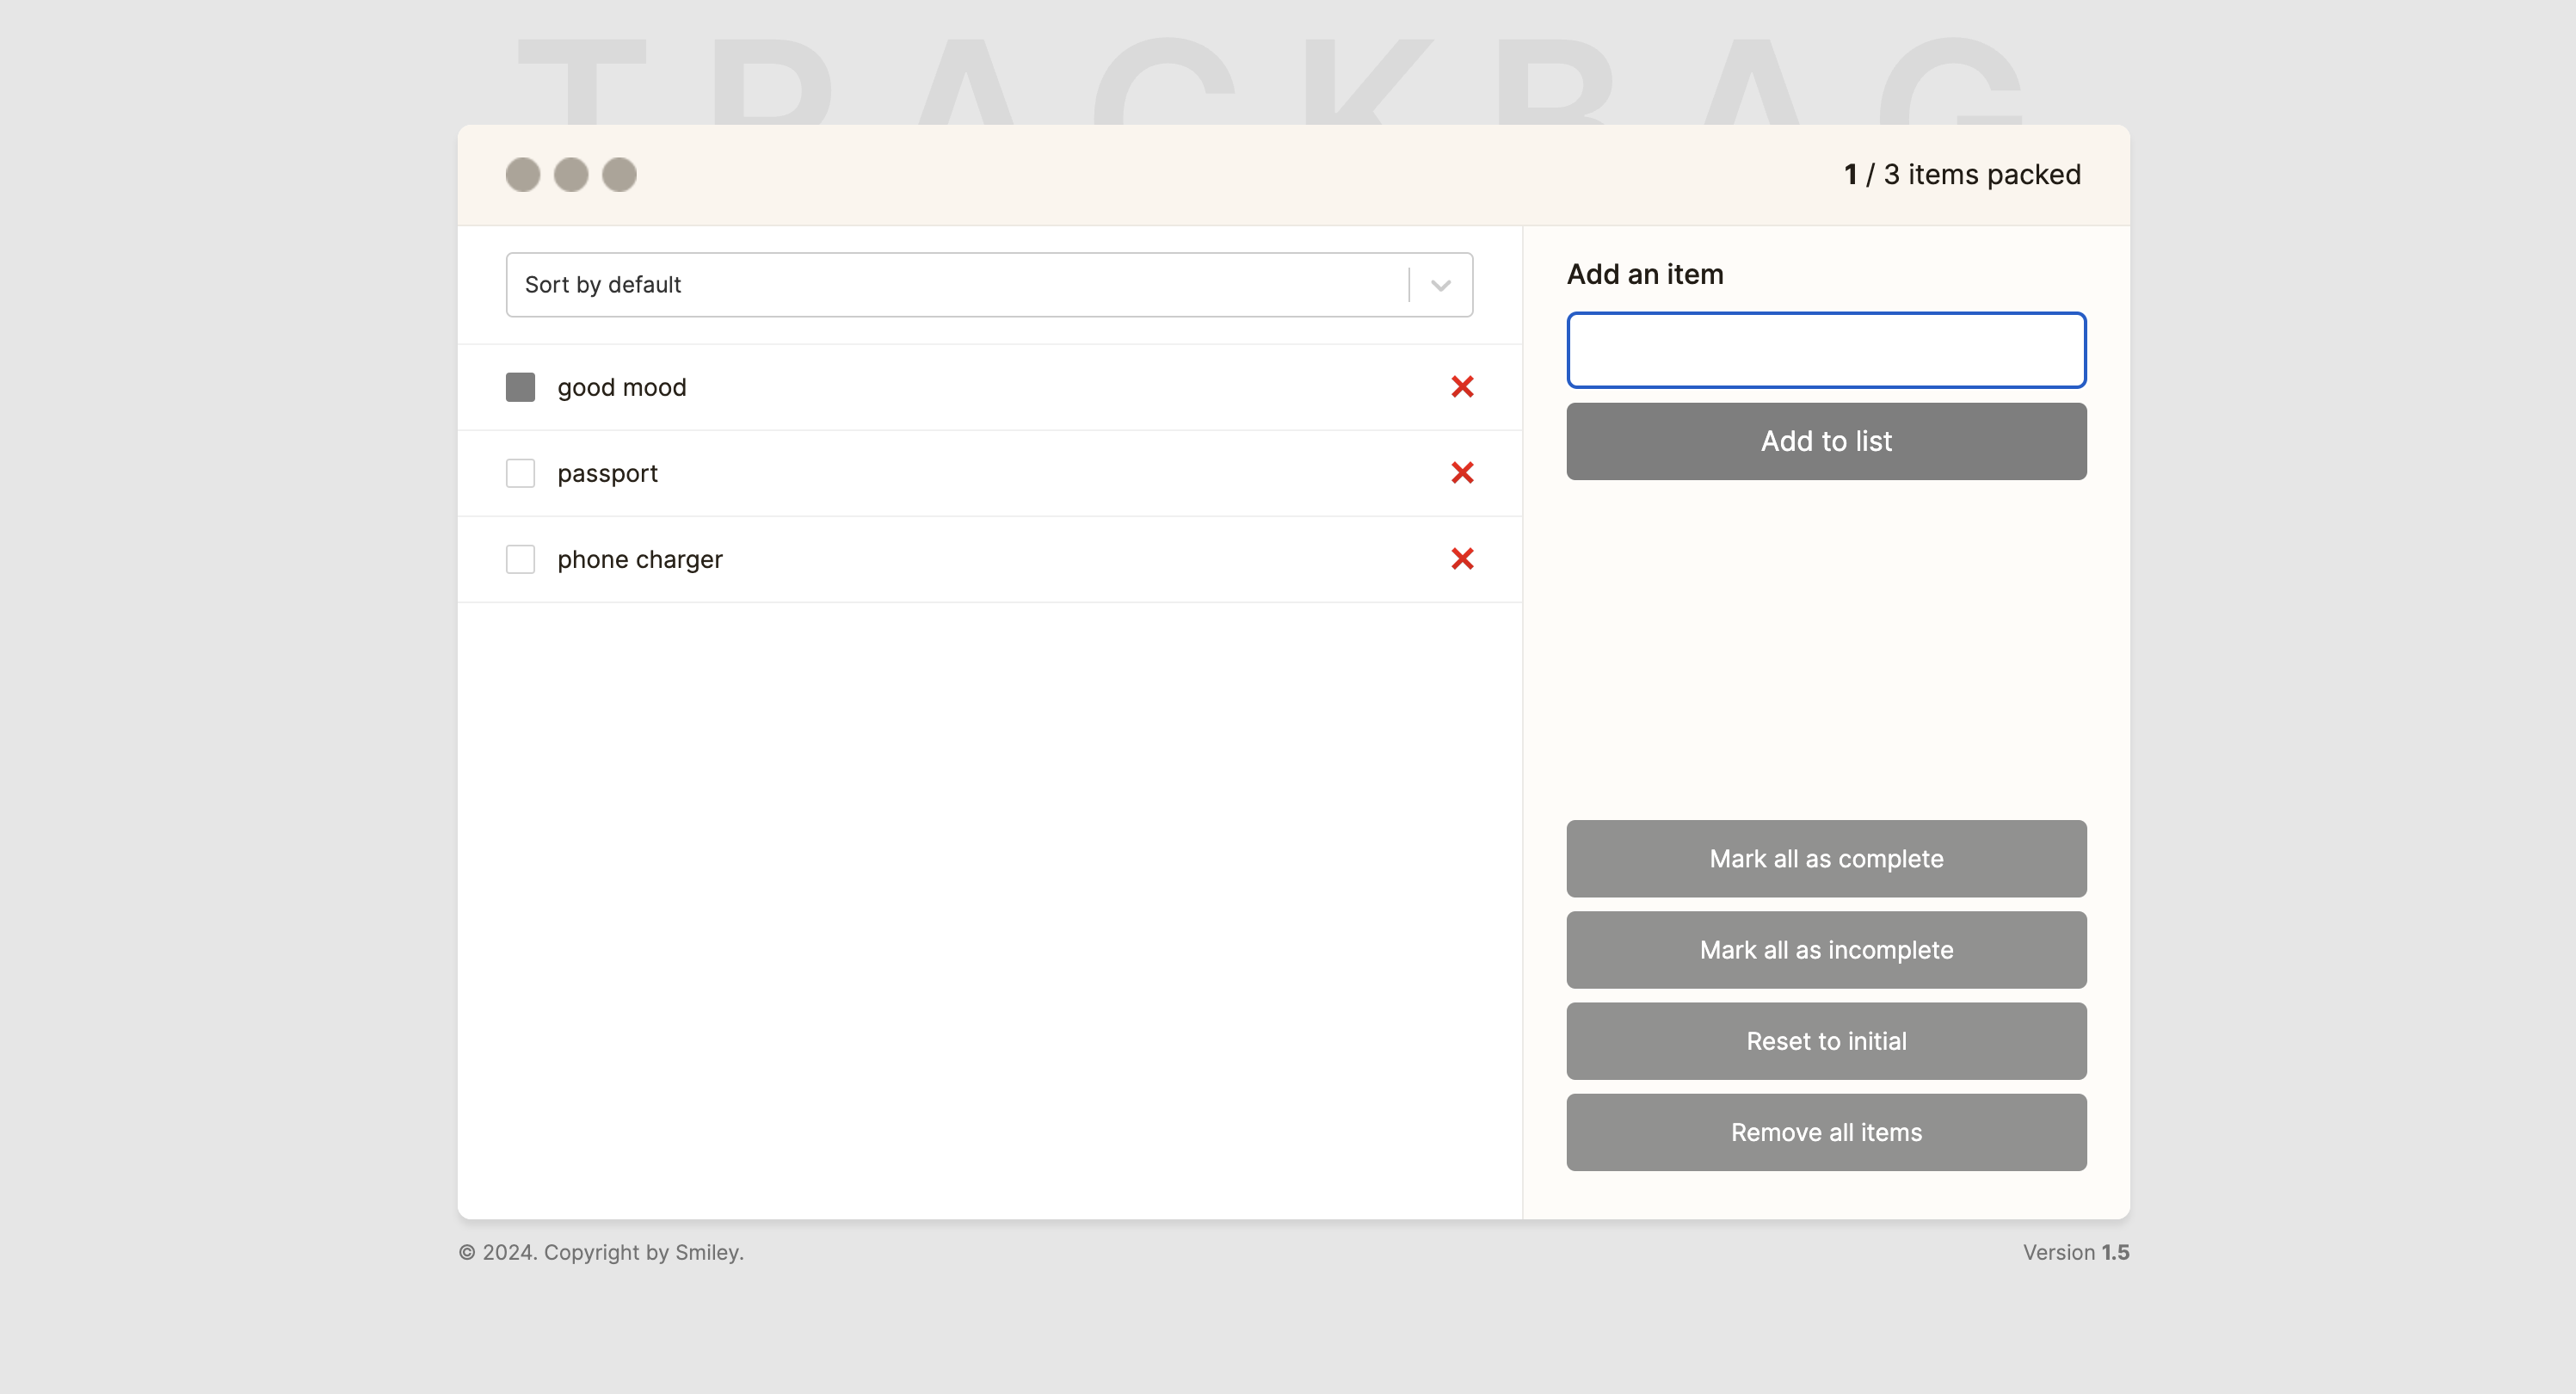 TRACKBAG
1 / 3 items packed
Sort by default
good mood
passport
phone charger
Add an item
Add to list
Mark all as complete
Mark all as incomplete
Reset to initial
Remove all items
© 2024. Copyright by Smiley.
Version 1.5